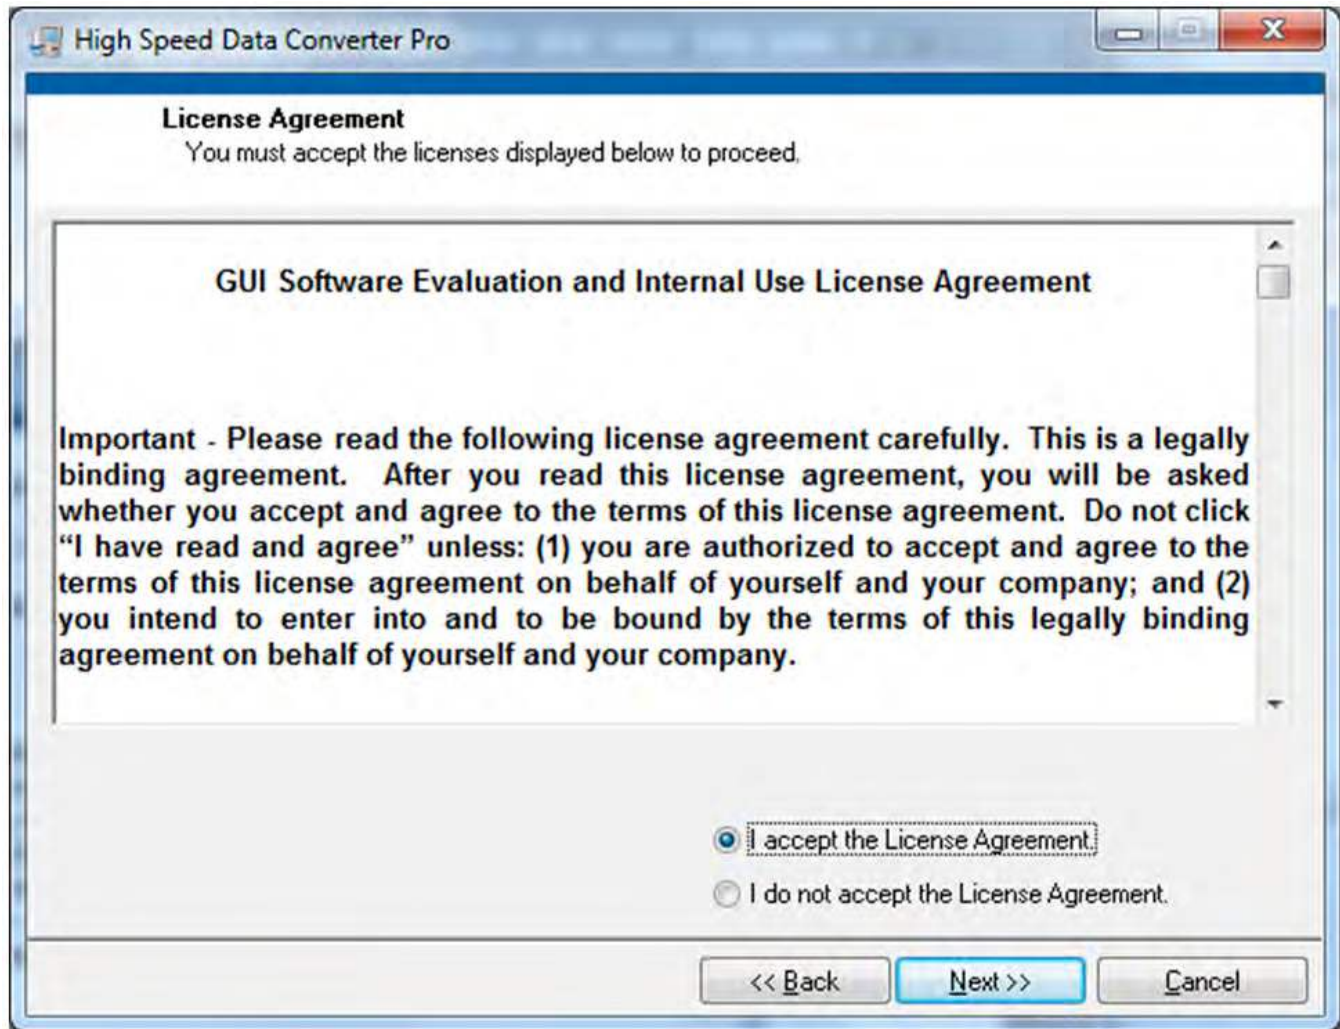 High Speed Data Converter Pro
License Agreement
You must accept the licenses displayed below to proceed.
GUI Software Evaluation and Internal Use License Agreement
Important - Please read the following license agreement carefully. This is a legally
binding agreement. After you read this license agreement, you will be asked
whether you accept and agree to the terms of this license agreement. Do not click
“I have read and agree” unless: (1) you are authorized to accept and agree to the
terms of this license agreement on behalf of yourself and your company; and (2)
you intend to enter into and to be bound by the terms of this legally binding
agreement on behalf of yourself and your company.
I accept the License Agreement.
I do not accept the License Agreement.
<< Back
Next >>
Cancel